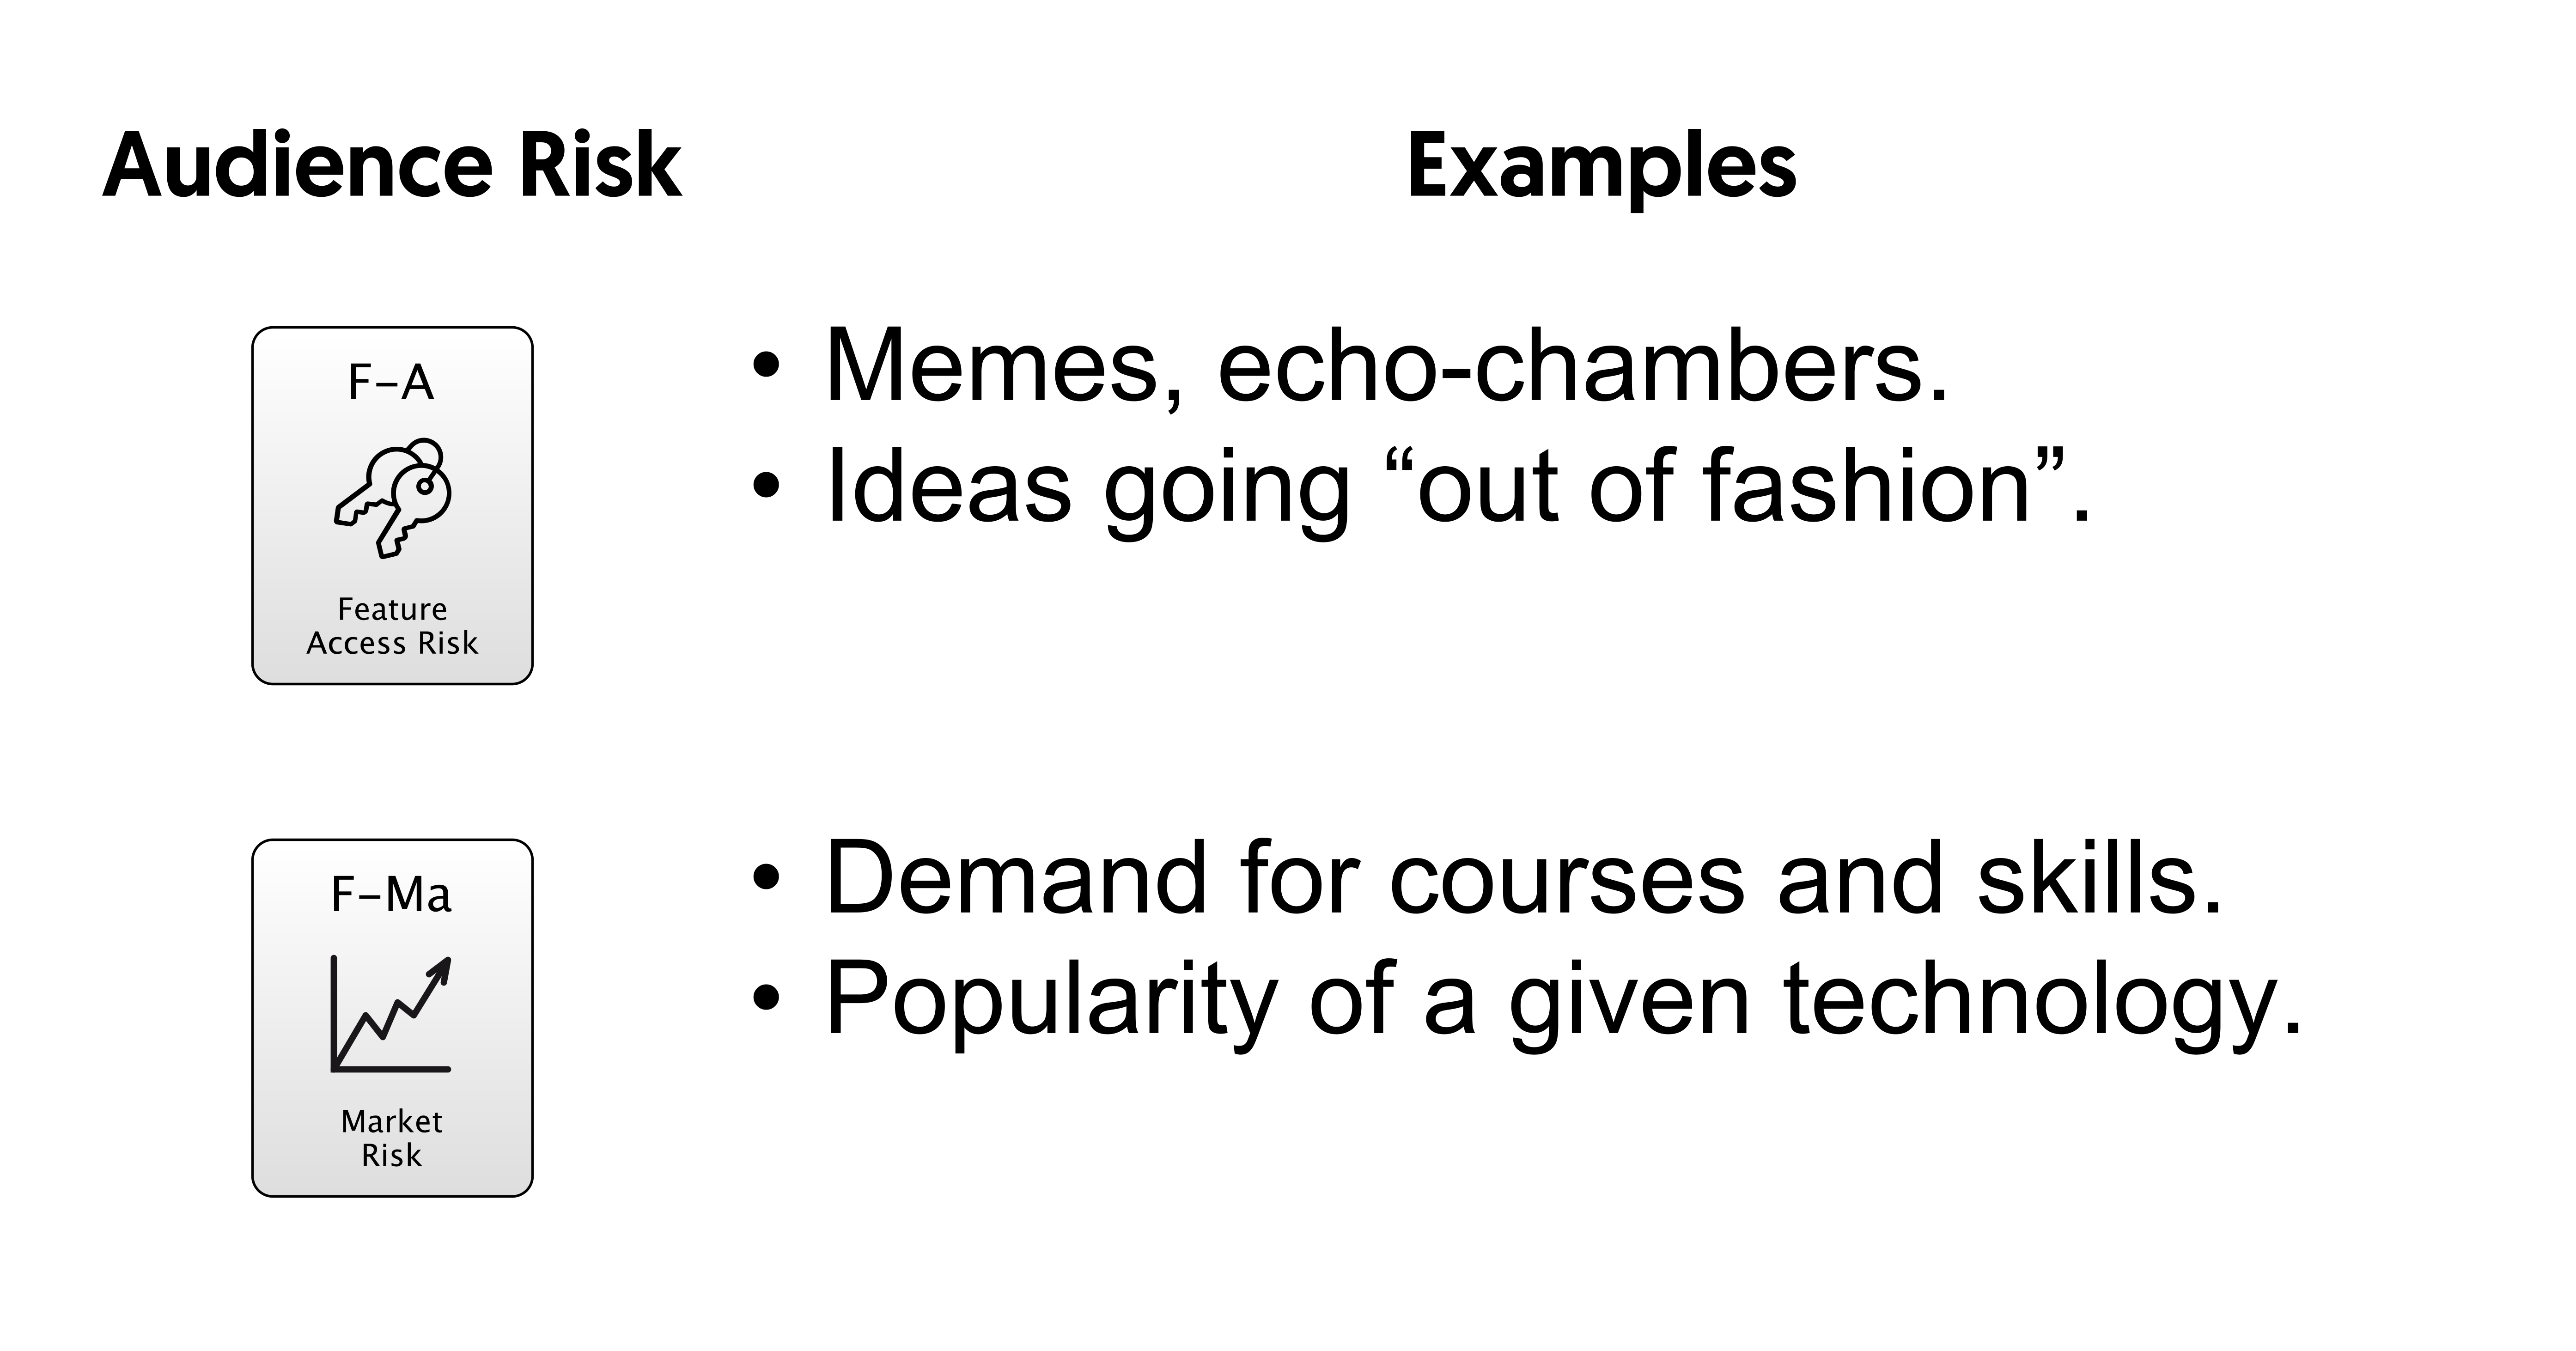 Audience Risk
Examples
F–A
Feature
Access Risk
• Memes, echo-chambers.
• Ideas going “out of fashion”.
F–Ma
Market
Risk
• Demand for courses and skills.
• Popularity of a given technology.